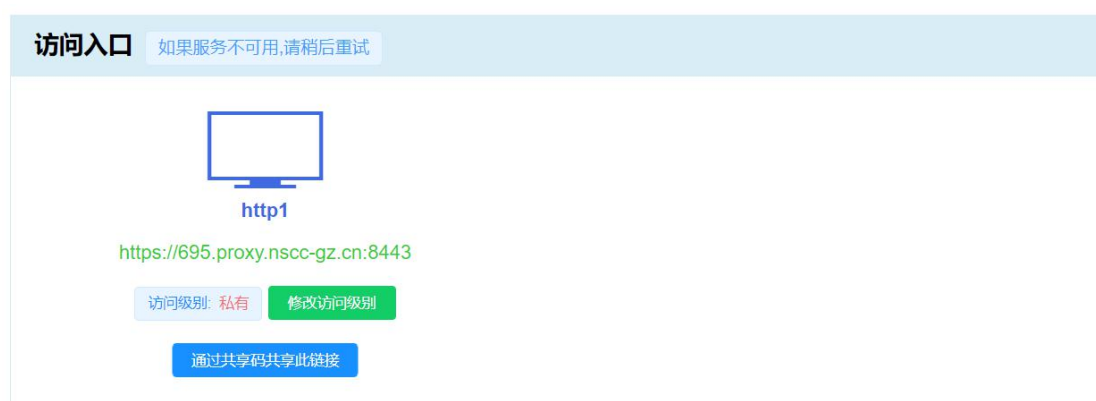 访问入口 如果服务不可用,请稍后重试
http1
https://695.proxy.nscc-gz.cn:8443
访问级别: 私有 修改访问级别
通过共享码共享此链接